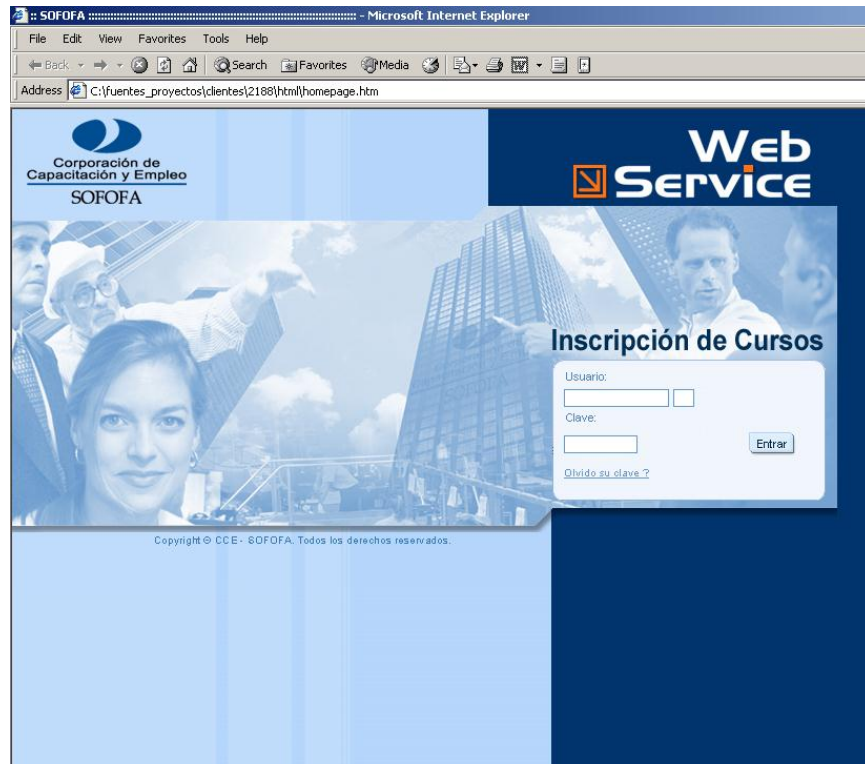 :: SOFOFA :::::::::::::::::::::::::::::::::::::::::::::::::::::::::::::::::::::::::::: - Microsoft Internet Explorer
File Edit View Favorites Tools Help
Back Search Favorites Media
Address C:\fuentes_proyectos\clientes\2188\html\homepage.htm
Corporación de
Capacitación y Empleo
SOFOFA
Web
Service
Inscripción de Cursos
Usuario:
Clave:
Entrar
Olvido su clave ?
Copyright © CCE - SOFOFA. Todos los derechos reservados.